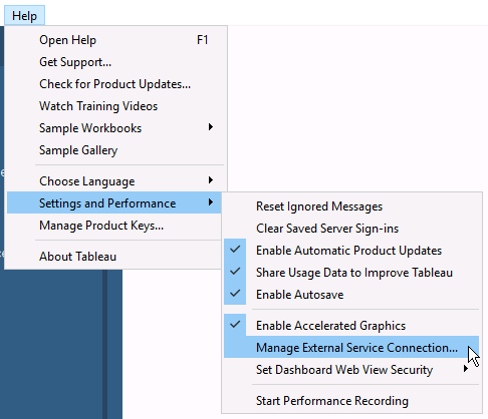 Help
Open Help F1
Get Support...
Check for Product Updates...
Watch Training Videos
Sample Workbooks
Sample Gallery
Choose Language
Settings and Performance
Manage Product Keys...
About Tableau
Reset Ignored Messages
Clear Saved Server Sign-ins
Enable Automatic Product Updates
Share Usage Data to Improve Tableau
Enable Autosave
Enable Accelerated Graphics
Manage External Service Connection...
Set Dashboard Web View Security
Start Performance Recording